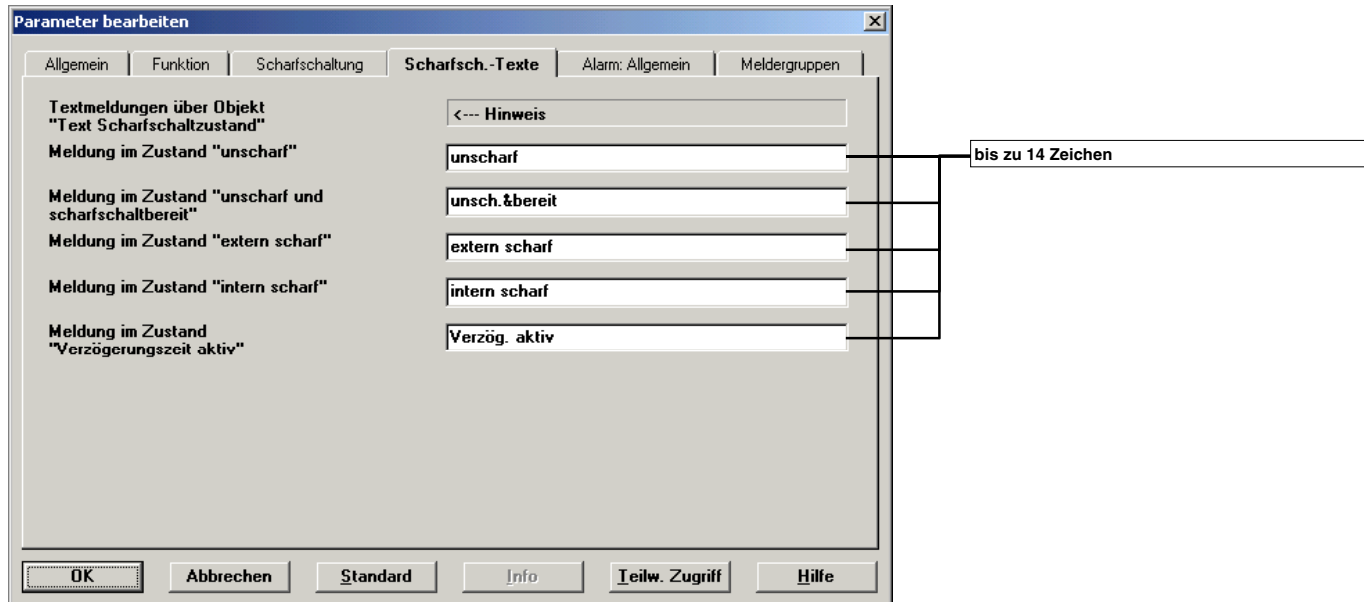 Parameter bearbeiten
Allgemein Funktion Scharfschaltung Scharfsch.-Texte Alarm: Allgemein Meldergruppen
Textmeldungen über Objekt
"Text Scharfschaltzustand"
<--- Hinweis
Meldung im Zustand "unscharf"
unscharf
bis zu 14 Zeichen
Meldung im Zustand "unscharf und
scharfschaltbereit"
unsch.&bereit
Meldung im Zustand "extern scharf"
extern scharf
Meldung im Zustand "intern scharf"
intern scharf
Meldung im Zustand
"Verzögerungszeit aktiv"
Verzög. aktiv
OK Abbrechen Standard Info Teilw. Zugriff Hilfe